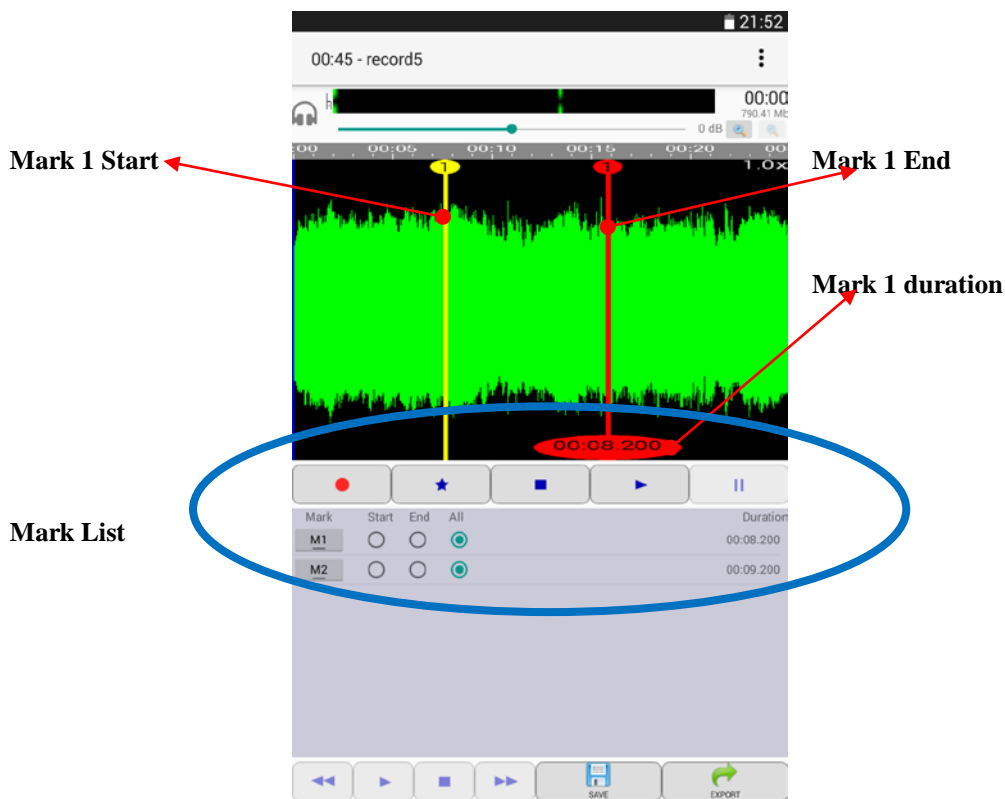 21:52
00:45 - record5
00:00
790.41 Mb
0 dB
:00 00:05 00:10 00:15 00:20 00
1.0x
1 1
Mark 1 Start
Mark 1 End
Mark 1 duration
00:08.200
Mark List
Mark Start End All Duration
M1 00:08.200
M2 00:09.200
SAVE EXPORT